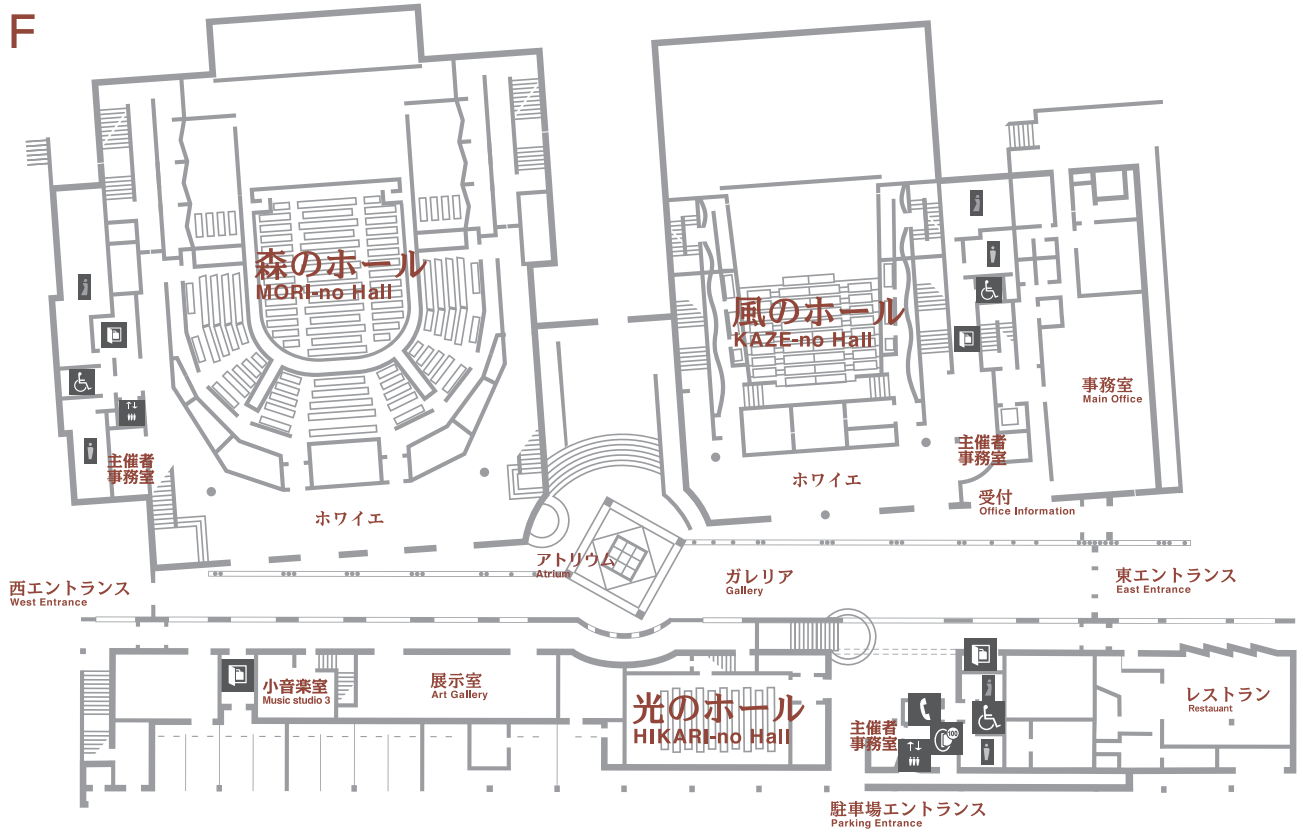 F
森のホール
MORI-no Hall
風のホール
KAZE-no Hall
事務室
Main Office
主催者
事務室
主催者
事務室
ホワイエ
ホワイエ
受付
Office Information
アトリウム
Atrium
ガレリア
Gallery
西エントランス
West Entrance
東エントランス
East Entrance
小音楽室
Music studio 3
展示室
Art Gallery
光のホール
HIKARI-no Hall
主催者
事務室
100
レストラン
Restauant
駐車場エントランス
Parking Entrance